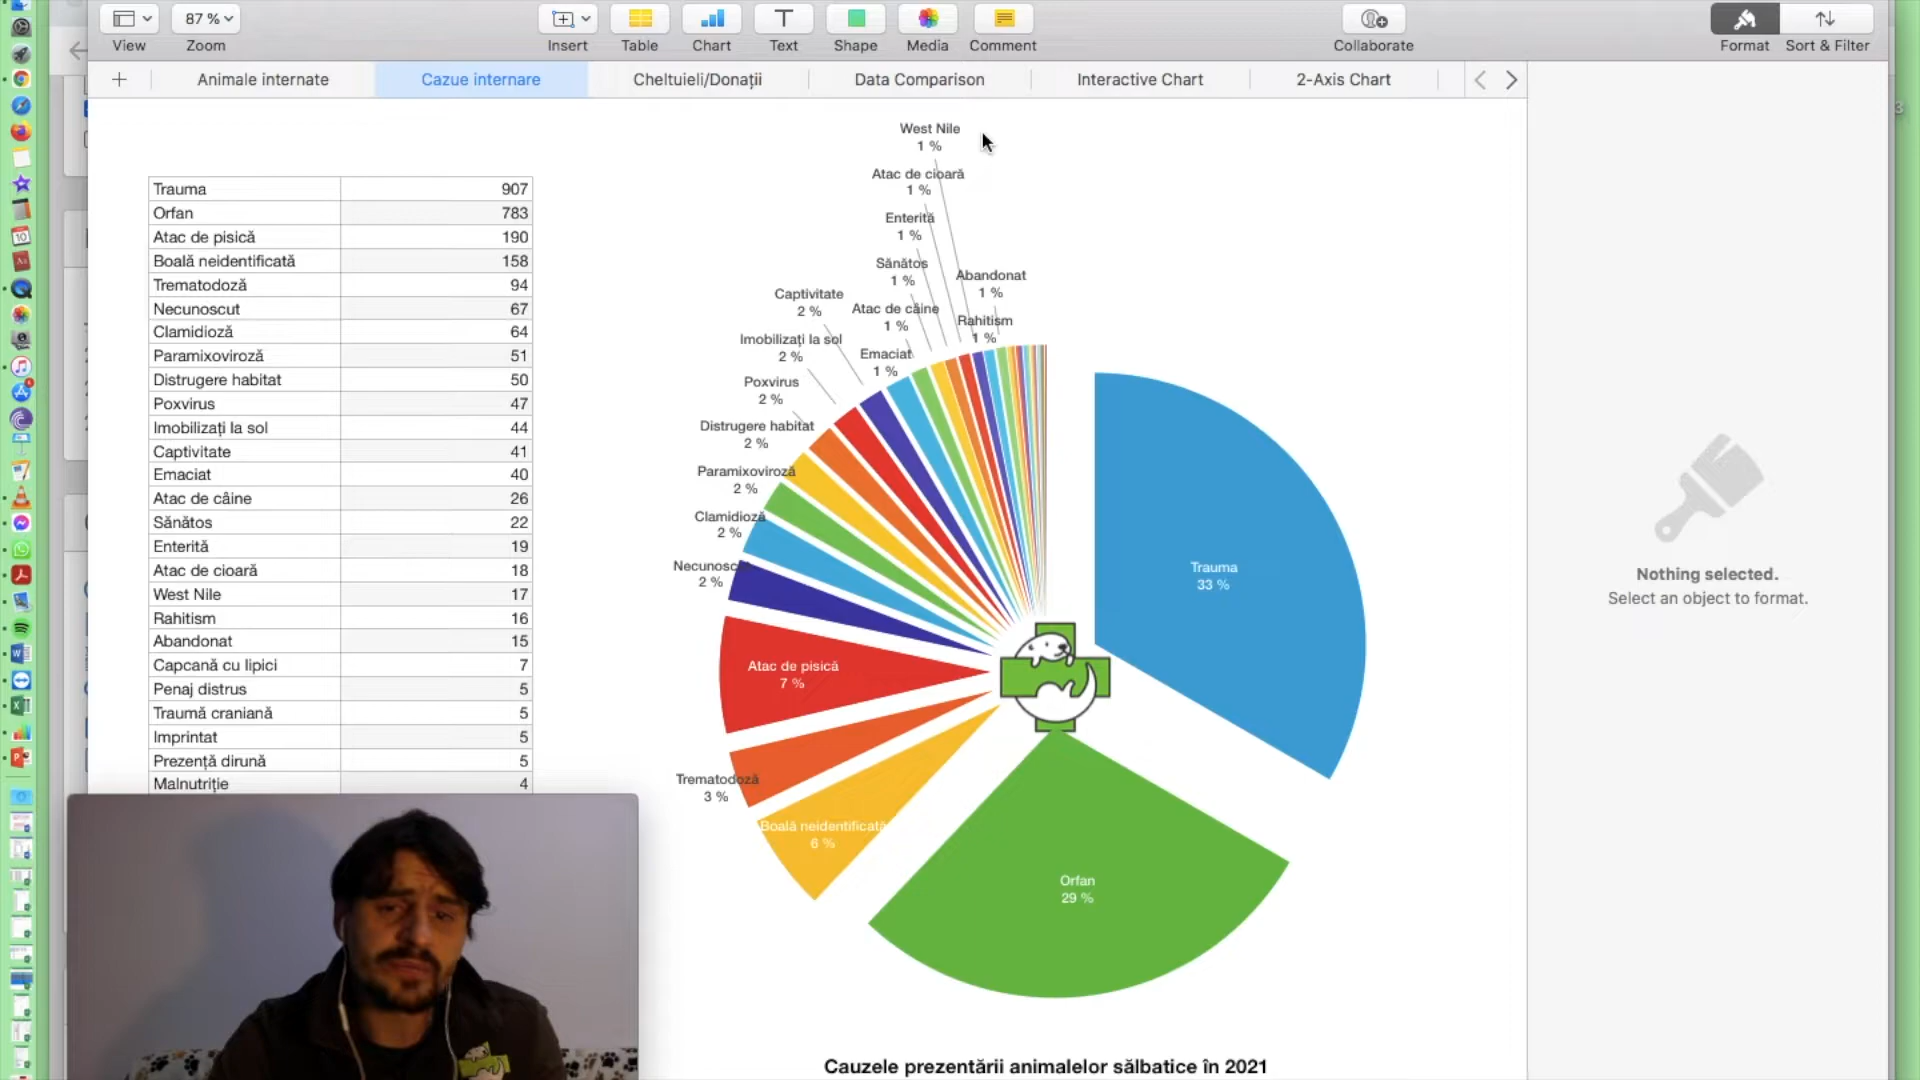 87 %
View
Zoom
Insert
Table
Chart
Text
Shape
Media
Comment
Collaborate
Format
Sort & Filter
Animale internate
Cazue internare
Cheltuieli/Donații
Data Comparison
Interactive Chart
2-Axis Chart
Trauma 907
Orfan 783
Atac de pisică 190
Boală neidentificată 158
Trematodoză 94
Necunoscut 67
Clamidioză 64
Paramixoviroză 51
Distrugere habitat 50
Poxvirus 47
Imobilizați la sol 44
Captivitate 41
Emaciat 40
Atac de câine 26
Sănătos 22
Enterită 19
Atac de cioară 18
West Nile 17
Rahitism 16
Abandonat 15
Capcană cu lipici 7
Penaj distrus 5
Traumă craniană 5
Imprintat 5
Prezență dirună 5
Malnutriție 4
West Nile
1 %
Atac de cioară
1 %
Enterită
1 %
Sănătos
1 %
Abandonat
1 %
Captivitate
2 %
Atac de câine
1 %
Rahitism
1 %
Imobilizați la sol
2 %
Emaciat
1 %
Poxvirus
2 %
Distrugere habitat
2 %
Paramixoviroză
2 %
Clamidioză
2 %
2 %
Trauma
33 %
Atac de pisică
7 %
Trematodoză
3 %
Boală neidentificată
6 %
Orfan
29 %
Cauzele prezentării animalelor sălbatice în 2021
Nothing selected.
Select an object to format.